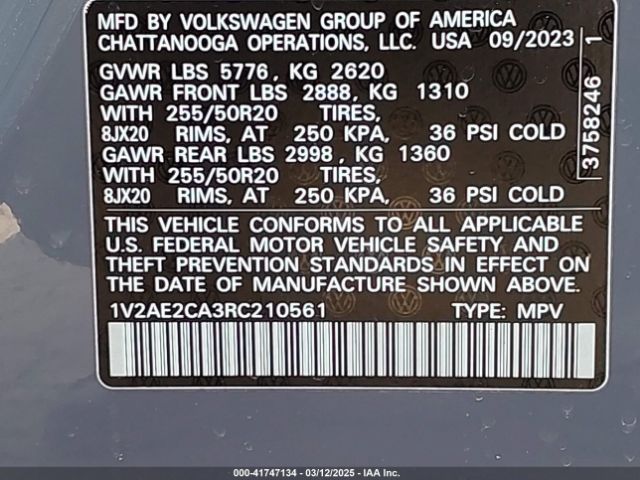 MFD BY VOLKSWAGEN GROUP OF AMERICA
CHATTANOOGA OPERATIONS, LLC. USA 09/2023
GVWR LBS 5776, KG 2620
GAWR FRONT LBS 2888, KG 1310
WITH 255/50R20 TIRES,
8JX20 RIMS, AT 250 KPA, 36 PSI COLD
GAWR REAR LBS 2998, KG 1360
WITH 255/50R20 TIRES,
8JX20 RIMS, AT 250 KPA, 36 PSI COLD
THIS VEHICLE CONFORMS TO ALL APPLICABLE
U.S. FEDERAL MOTOR VEHICLE SAFETY AND
THEFT PREVENTION STANDARDS IN EFFECT ON
THE DATE OF MANUFACTURE SHOWN ABOVE.
1V2AE2CA3RC210561 TYPE: MPV
3758246 1
000-41747134 - 03/12/2025 - IAA Inc.